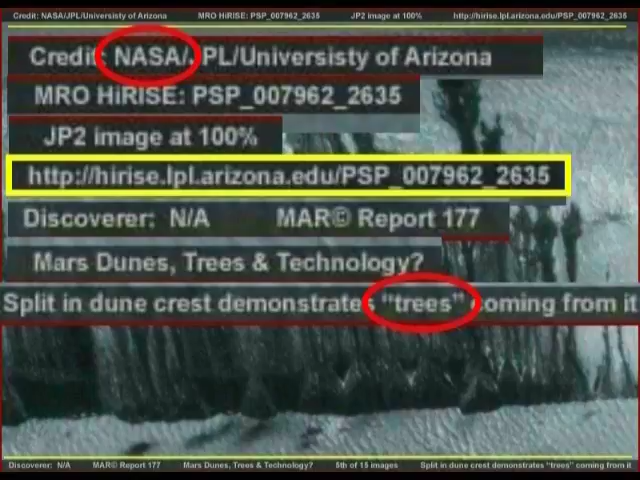 Credit: NASA/JPL/Universisty of Arizona MRO HiRISE: PSP_007962_2635 JP2 image at 100% http://hirise.lpl.arizona.edu/PSP_007962_2635
Credit: NASA/JPL/Universisty of Arizona
MRO HiRISE: PSP_007962_2635
JP2 image at 100%
http://hirise.lpl.arizona.edu/PSP_007962_2635
Discoverer: N/A MAR© Report 177
Mars Dunes, Trees & Technology?
Split in dune crest demonstrates "trees" coming from it
Discoverer: N/A MAR© Report 177 Mars Dunes, Trees & Technology? 5th of 15 images Split in dune crest demonstrates "trees" coming from it